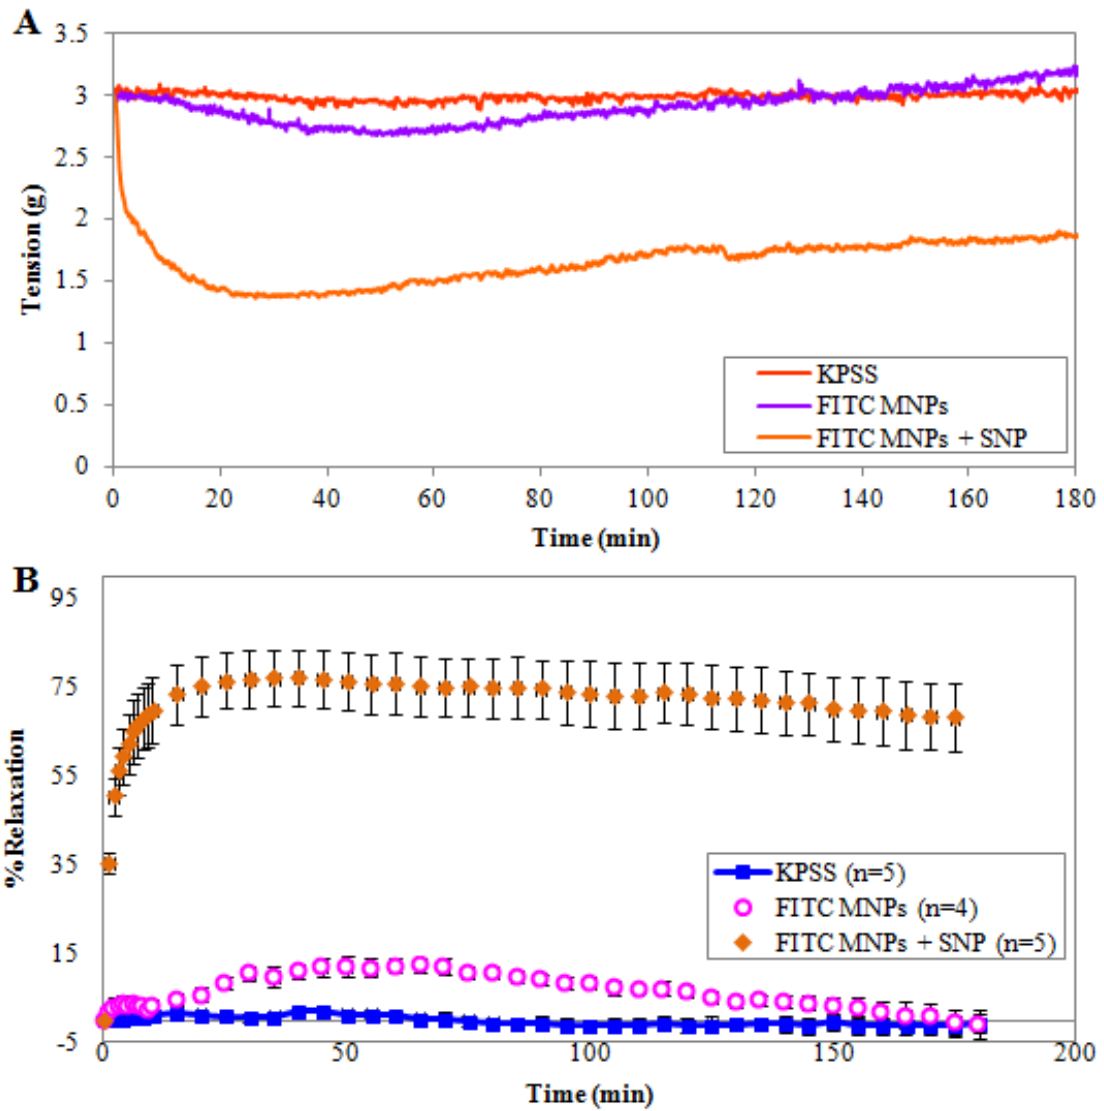 A
3.5
3
2.5
2
1.5
1
0.5
0
Tension (g)
KPSS
FITC MNPs
FITC MNPs + SNP
0 20 40 60 80 100 120 140 160 180
Time (min)
B
95
75
55
35
15
-5
%Relaxation
KPSS (n=5)
FITC MNPs (n=4)
FITC MNPs + SNP (n=5)
0 50 100 150 200
Time (min)